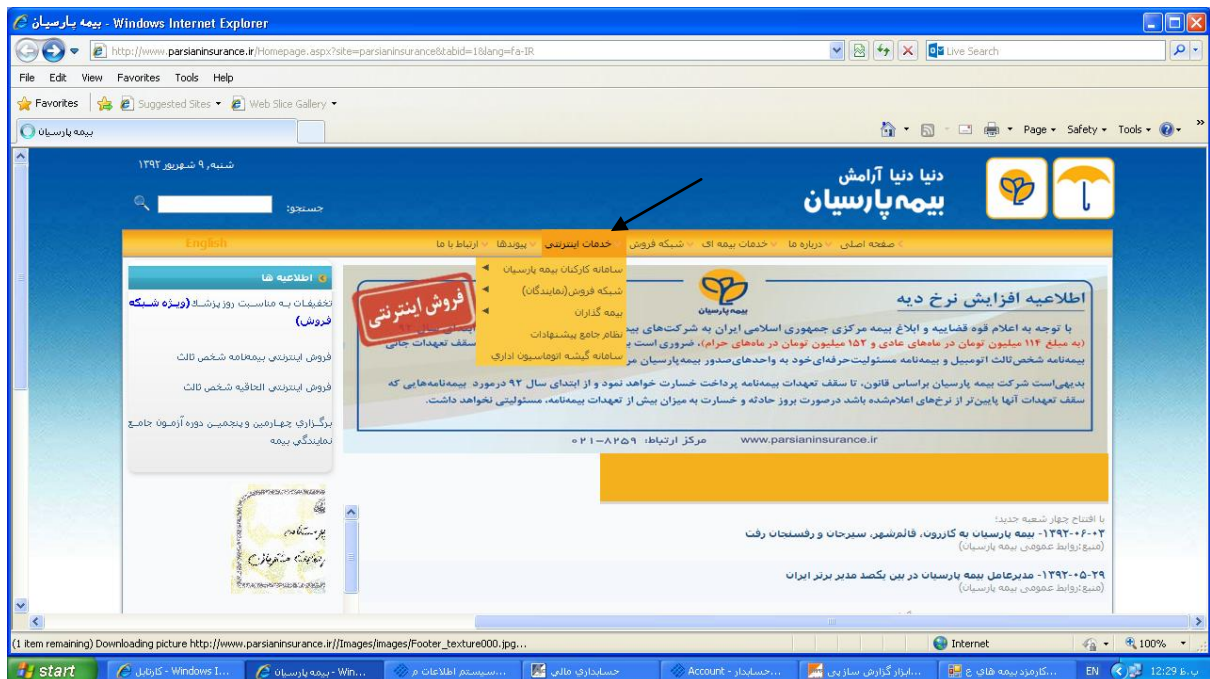 بیمه پارسیان - Windows Internet Explorer
http://www.parsianinsurance.ir/Homepage.aspx?site=parsianinsurance&tabid=1&lang=fa-IR
Live Search
File Edit View Favorites Tools Help
Favorites Suggested Sites Web Slice Gallery
بیمه پارسیان
Page Safety Tools
شنبه, ۹ شهریور ۱۳۹۲
جستجو:
دنیا دنیا آرامش
بیمه پارسیان
صفحه اصلی درباره ما خدمات بیمه ای شبکه فروش خدمات اینترنتی پیوندها ارتباط با ما
English
سامانه کارکنان بیمه پارسیان
شبکه فروش(نمایندگان)
بیمه گذاران
نظام جامع پیشنهادات
سامانه گیشه اتوماسیون اداري
بیمه پارسیان
فروش اینترنتی
اطلاعیه افزایش نرخ دیه
با توجه به اعلام قوه قضاییه و ابلاغ بیمه مرکزی جمهوری اسلامی ایران به شرکت‌های
(به مبلغ ۱۱۴ میلیون تومان در ماه‌های عادی و ۱۵۲ میلیون تومان در ماه‌های حرام)، ضروری است سقف تعهدات جانی
بیمه‌نامه شخص ثالث اتومبیل و بیمه‌نامه مسئولیت حرفه‌ای خود به واحدهای صدور بیمه پارسیان
بدیهی‌است شرکت بیمه پارسیان براساس قانون، تا سقف تعهدات بیمه‌نامه پرداخت خسارت خواهد نمود و از ابتدای سال ۹۲ درمورد بیمه‌نامه‌هایی که
سقف تعهدات آنها پایین‌تر از نرخ‌های اعلام‌شده باشد درصورت بروز حادثه و خسارت به میزان بیش از تعهدات بیمه‌نامه، مسئولیتی نخواهد داشت.
www.parsianinsurance.ir مرکز ارتباط: ۸۲۵۹-۰۲۱
اطلاعیه ها
تخفیفات به مناسبت روز پزشك (ویژه شبکه
فروش)
فروش اینترنتی بیمه‌نامه شخص ثالث
فروش اینترنتی الحاقیه شخص ثالث
برگزاري چهارمین و پنجمین دوره آزمون جامع
نمایندگي بیمه
با افتتاح چهار شعبه جدید؛
۱۳۹۲-۰۶-۰۲- بیمه پارسیان به کازرون، قائم‌شهر، سیرجان و رفسنجان رفت
(منبع:روابط عمومی بیمه پارسیان)
۱۳۹۲-۰۵-۲۹- مدیرعامل بیمه پارسیان در بین یکصد مدیر برتر ایران
(منبع:روابط عمومی بیمه پارسیان)
(1 item remaining) Downloading picture http://www.parsianinsurance.ir//Images/images/Footer_texture000.jpg...
Internet
100%
start
کارتابل - Windows I...
بیمه پارسیان - Win...
سیستم اطلاعات م...
حسابداري مالي
حسابدار - Account...
ابزار گزارش ساز بی...
کارمزد بیمه هاي ع...
EN
12:29 ب.ظ